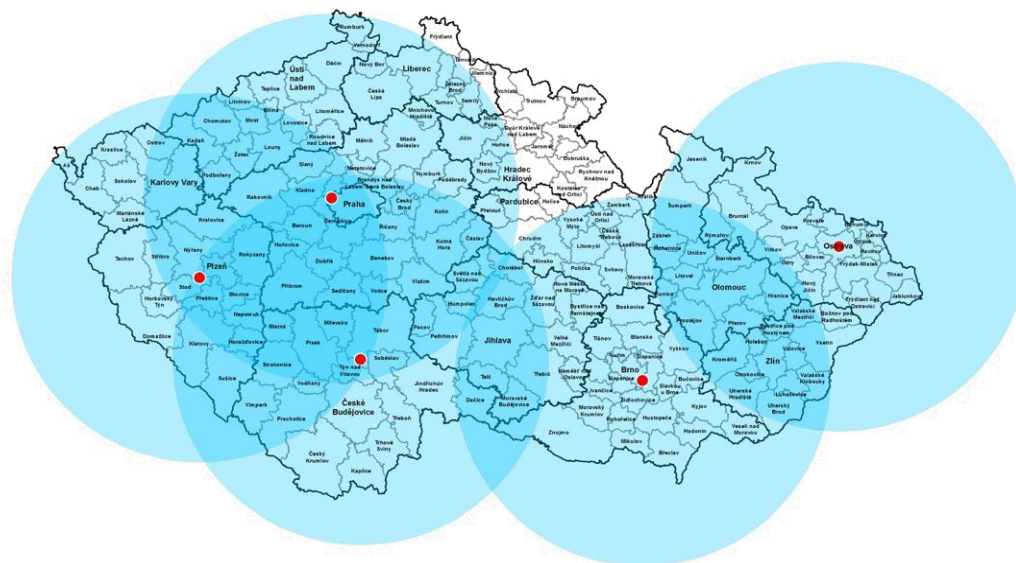 Rumburk
Varnsdorf
Frýdlant
Děčín
Nový Bor
Liberec
Tanvald
Jilemnice
Ústí
nad
Labem
Teplice
Česká
Lípa
Železný
Brod
Vrchlabí
Trutnov
Broumov
Litvínov
Bílina
Litoměřice
Mnichovo
Hradiště
Turnov
Semily
Chomutov
Most
Lovosice
Roudnice
nad Labem
Mělník
Mladá
Boleslav
Jičín
Nová
Paka
Hořice
Dvůr Králové
nad Labem
Náchod
Jaroměř
Kraslice
Ostrov
Kadaň
Žatec
Louny
Slaný
Neratovice
Nový
Bydžov
Dobruška
Aš
Sokolov
Karlovy Vary
Podbořany
Kladno
Brandýs nad
Labem-Stará Boleslav
Nymburk
Poděbrady
Hradec
Králové
Rychnov nad
Kněžnou
Kostelec
nad Orlicí
Cheb
Rakovník
Praha
Český
Brod
Kolín
Přelouč
Pardubice
Holice
Žamberk
Mariánské
Lázně
Kralovice
Beroun
Černošice
Říčany
Kutná
Hora
Čáslav
Chrudim
Vysoké
Mýto
Ústí nad
Orlicí
Česká
Třebová
Lanškroun
Tachov
Stříbro
Nýřany
Plzeň
Rokycany
Hořovice
Dobříš
Benešov
Vlašim
Světlá nad
Sázavou
Chotěboř
Hlinsko
Litomyšl
Polička
Svitavy
Moravská
Třebová
Stod
Přeštice
Blovice
Příbram
Sedlčany
Votice
Humpolec
Havlíčkův
Brod
Žďár nad
Sázavou
Nové Město
na Moravě
Bystřice nad
Pernštejnem
Boskovice
Horšovský
Týn
Domažlice
Nepomuk
Klatovy
Horažďovice
Blatná
Milevsko
Písek
Tábor
Pacov
Pelhřimov
Jihlava
Velké
Meziříčí
Tišnov
Blansko
Vyškov
Sušice
Strakonice
Vodňany
Týn nad
Vltavou
Soběslav
Jindřichův
Hradec
Telč
Třebíč
Náměšť nad
Oslavou
Kuřim
Šlapanice
Brno
Šlapanice
Slavkov
u Brna
Bučovice
Vimperk
Prachatice
České
Budějovice
Třeboň
Dačice
Moravské
Budějovice
Ivančice
Židlochovice
Moravský
Krumlov
Pohořelice
Hustopeče
Kyjov
Český
Krumlov
Trhové
Sviny
Kaplice
Znojmo
Mikulov
Břeclav
Hodonín
Veselí nad
Moravou
Jeseník
Krnov
Šumperk
Bruntál
Rýmařov
Opava
Kravaře
Bohumín
Karviná
Ostrava
Havířov
Zábřeh
Mohelnice
Uničov
Šternberk
Vítkov
Bílovec
Odry
Frýdek-Místek
Třinec
Jablunkov
Litovel
Olomouc
Nový
Jičín
Frýdlant nad
Ostravicí
Konice
Hranice
Prostějov
Přerov
Valašské
Meziříčí
Rožnov pod
Radhoštěm
Bystřice pod
Hostýnem
Holešov
Vsetín
Kroměříž
Zlín
Vizovice
Otrokovice
Valašské
Klobouky
Uherské
Hradiště
Luhačovice
Uherský
Brod